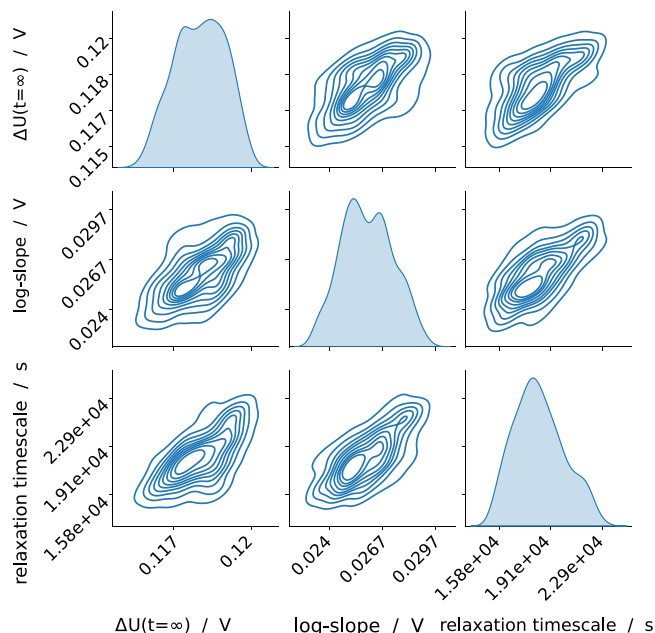 ΔU(t=∞) / V
0.12
0.118
0.117
0.115
log-slope / V
0.0297
0.0267
0.024
relaxation timescale / s
2.29e+04
1.91e+04
1.58e+04
0.117
0.12
0.024
0.0267
0.0297
1.58e+04
1.91e+04
2.29e+04
ΔU(t=∞) / V
log-slope / V
relaxation timescale / s